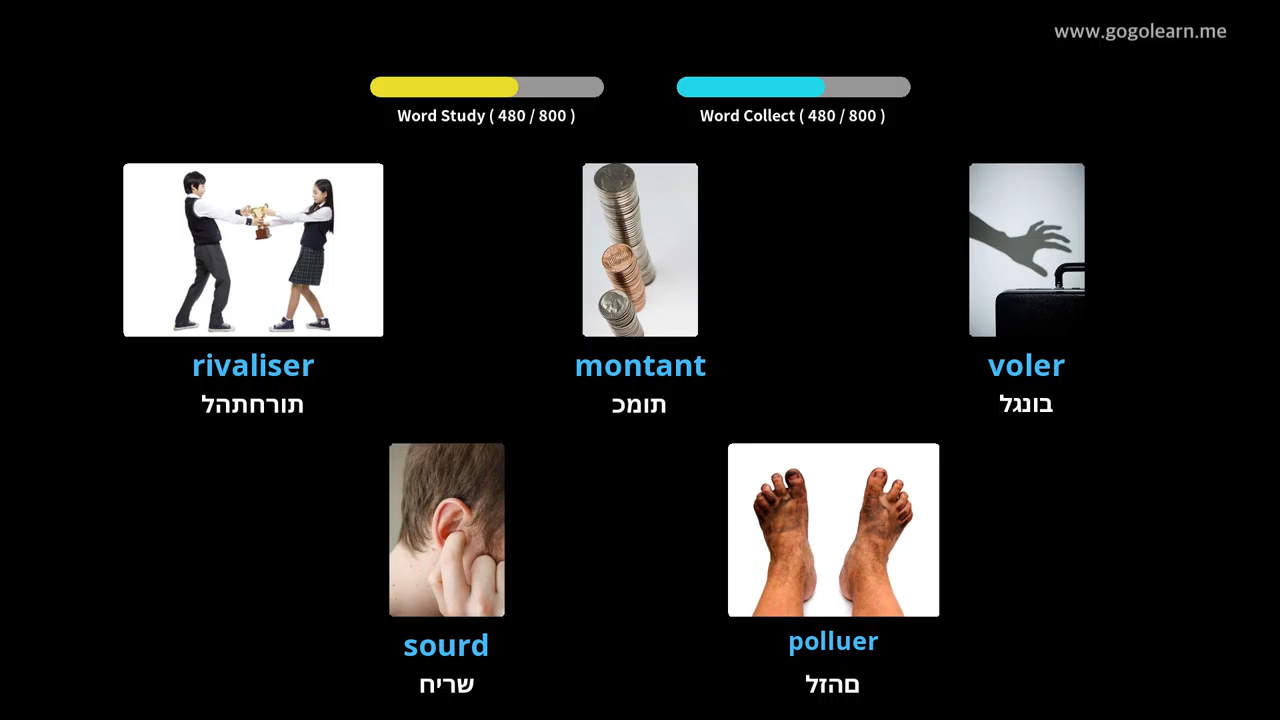 www.gogolearn.me
Word Study ( 480 / 800 )
Word Collect ( 480 / 800 )
rivaliser
תורחתהל
montant
תומכ
voler
בונגל
sourd
שריח
polluer
םהזל